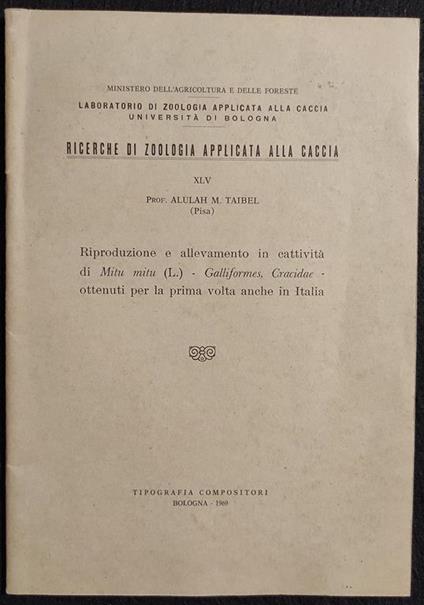 MINISTERO DELL'AGRICOLTURA E DELLE FORESTE
LABORATORIO DI ZOOLOGIA APPLICATA ALLA CACCIA
UNIVERSITÀ DI BOLOGNA
RICERCHE DI ZOOLOGIA APPLICATA ALLA CACCIA
XLV
PROF. ALULAH M. TAIBEL
(Pisa)
Riproduzione e allevamento in cattività
di Mitu mitu (L.) - Galliformes, Cracidae -
ottenuti per la prima volta anche in Italia
TIPOGRAFIA COMPOSITORI
BOLOGNA - 1969